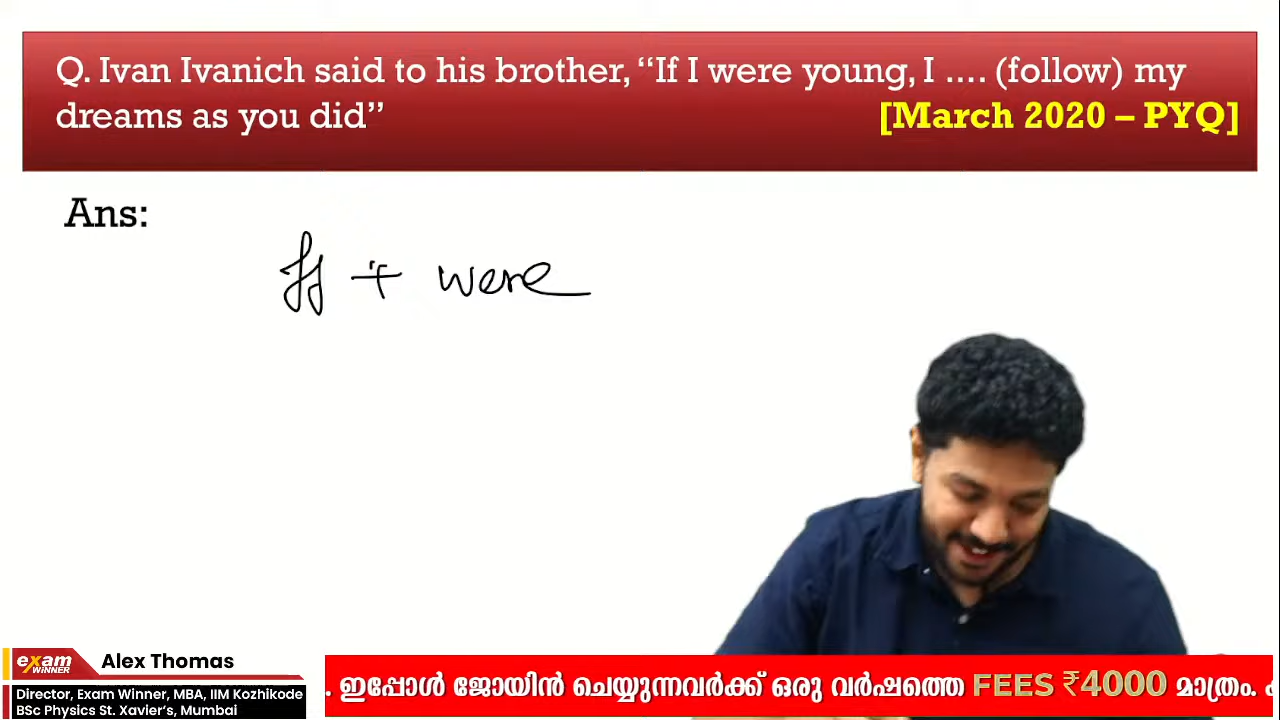 Q. Ivan Ivanich said to his brother, “If I were young, I .... (follow) my
dreams as you did”
[March 2020 – PYQ]
Ans:
If + were
exam
WINNER
Alex Thomas
Director, Exam Winner, MBA, IIM Kozhikode
BSc Physics St. Xavier’s, Mumbai
. ഇപ്പോൾ ജോയിൻ ചെയ്യുന്നവർക്ക് ഒരു വർഷത്തെ FEES ₹4000 മാത്രം.